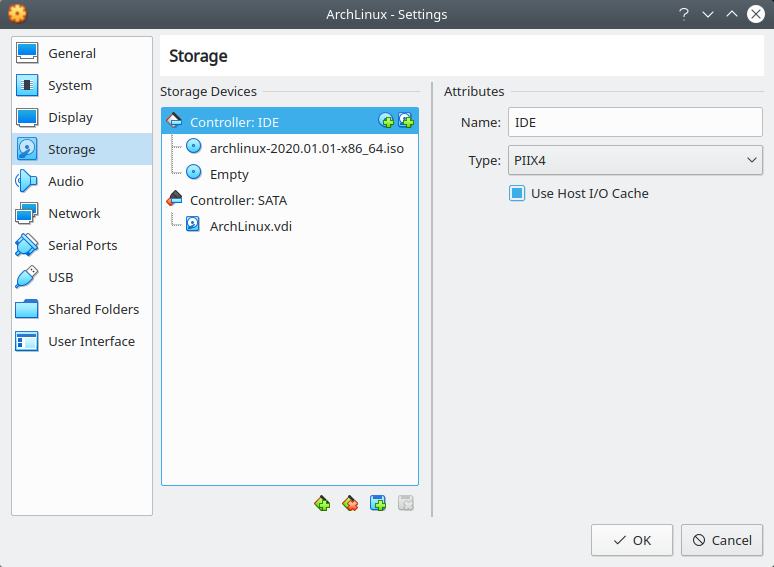 ArchLinux - Settings
General
System
Display
Storage
Audio
Network
Serial Ports
USB
Shared Folders
User Interface
Storage
Storage Devices
Controller: IDE
archlinux-2020.01.01-x86_64.iso
Empty
Controller: SATA
ArchLinux.vdi
Attributes
Name: IDE
Type: PIIX4
Use Host I/O Cache
OK
Cancel